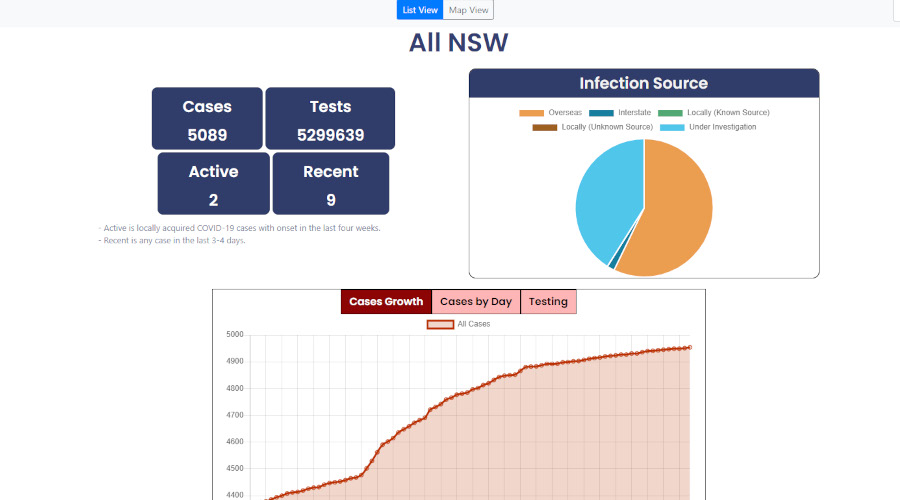 List View Map View
All NSW
Cases
5089
Tests
5299639
Active
2
Recent
9
- Active is locally acquired COVID-19 cases with onset in the last four weeks.
- Recent is any case in the last 3-4 days.
Infection Source
Overseas Interstate Locally (Known Source)
Locally (Unknown Source) Under Investigation
Cases Growth Cases by Day Testing
All Cases
5000
4900
4800
4700
4600
4500
4400